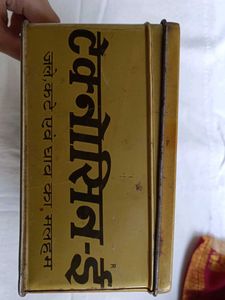 टेक्नोसिन-ई
R
जले, कटे एवं घाव का मलहम